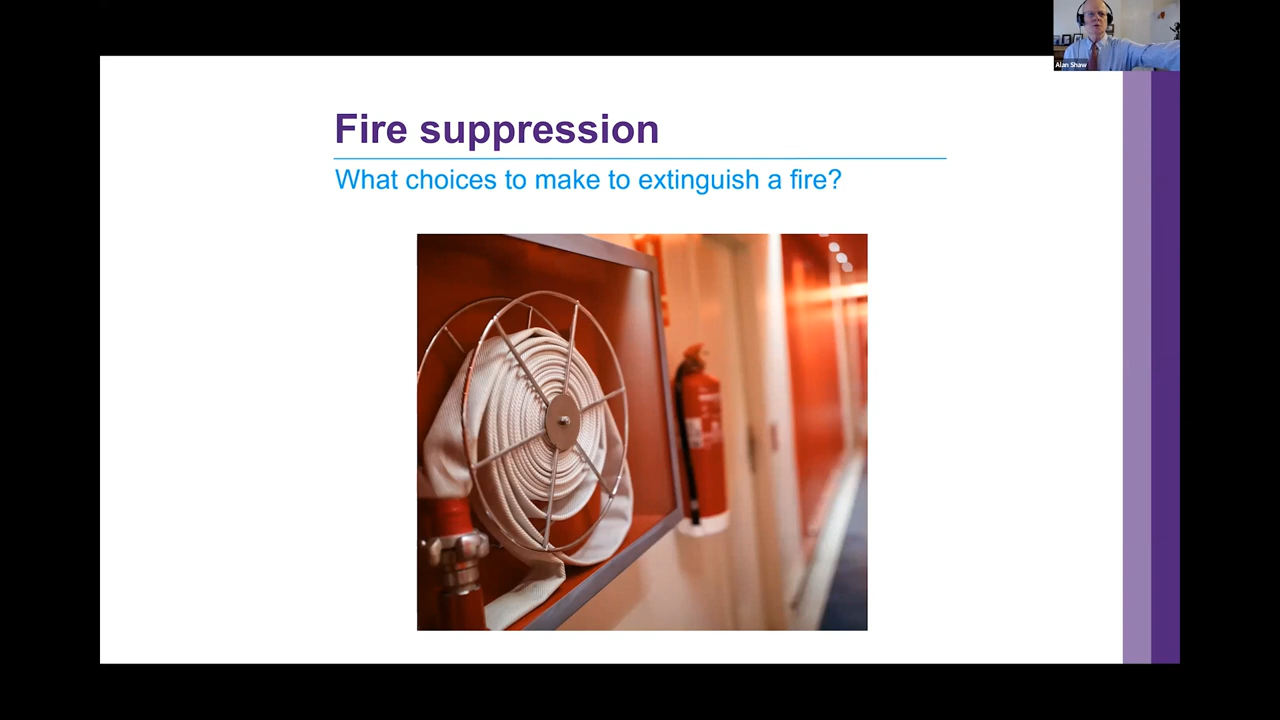 Alan Shaw
Fire suppression
What choices to make to extinguish a fire?